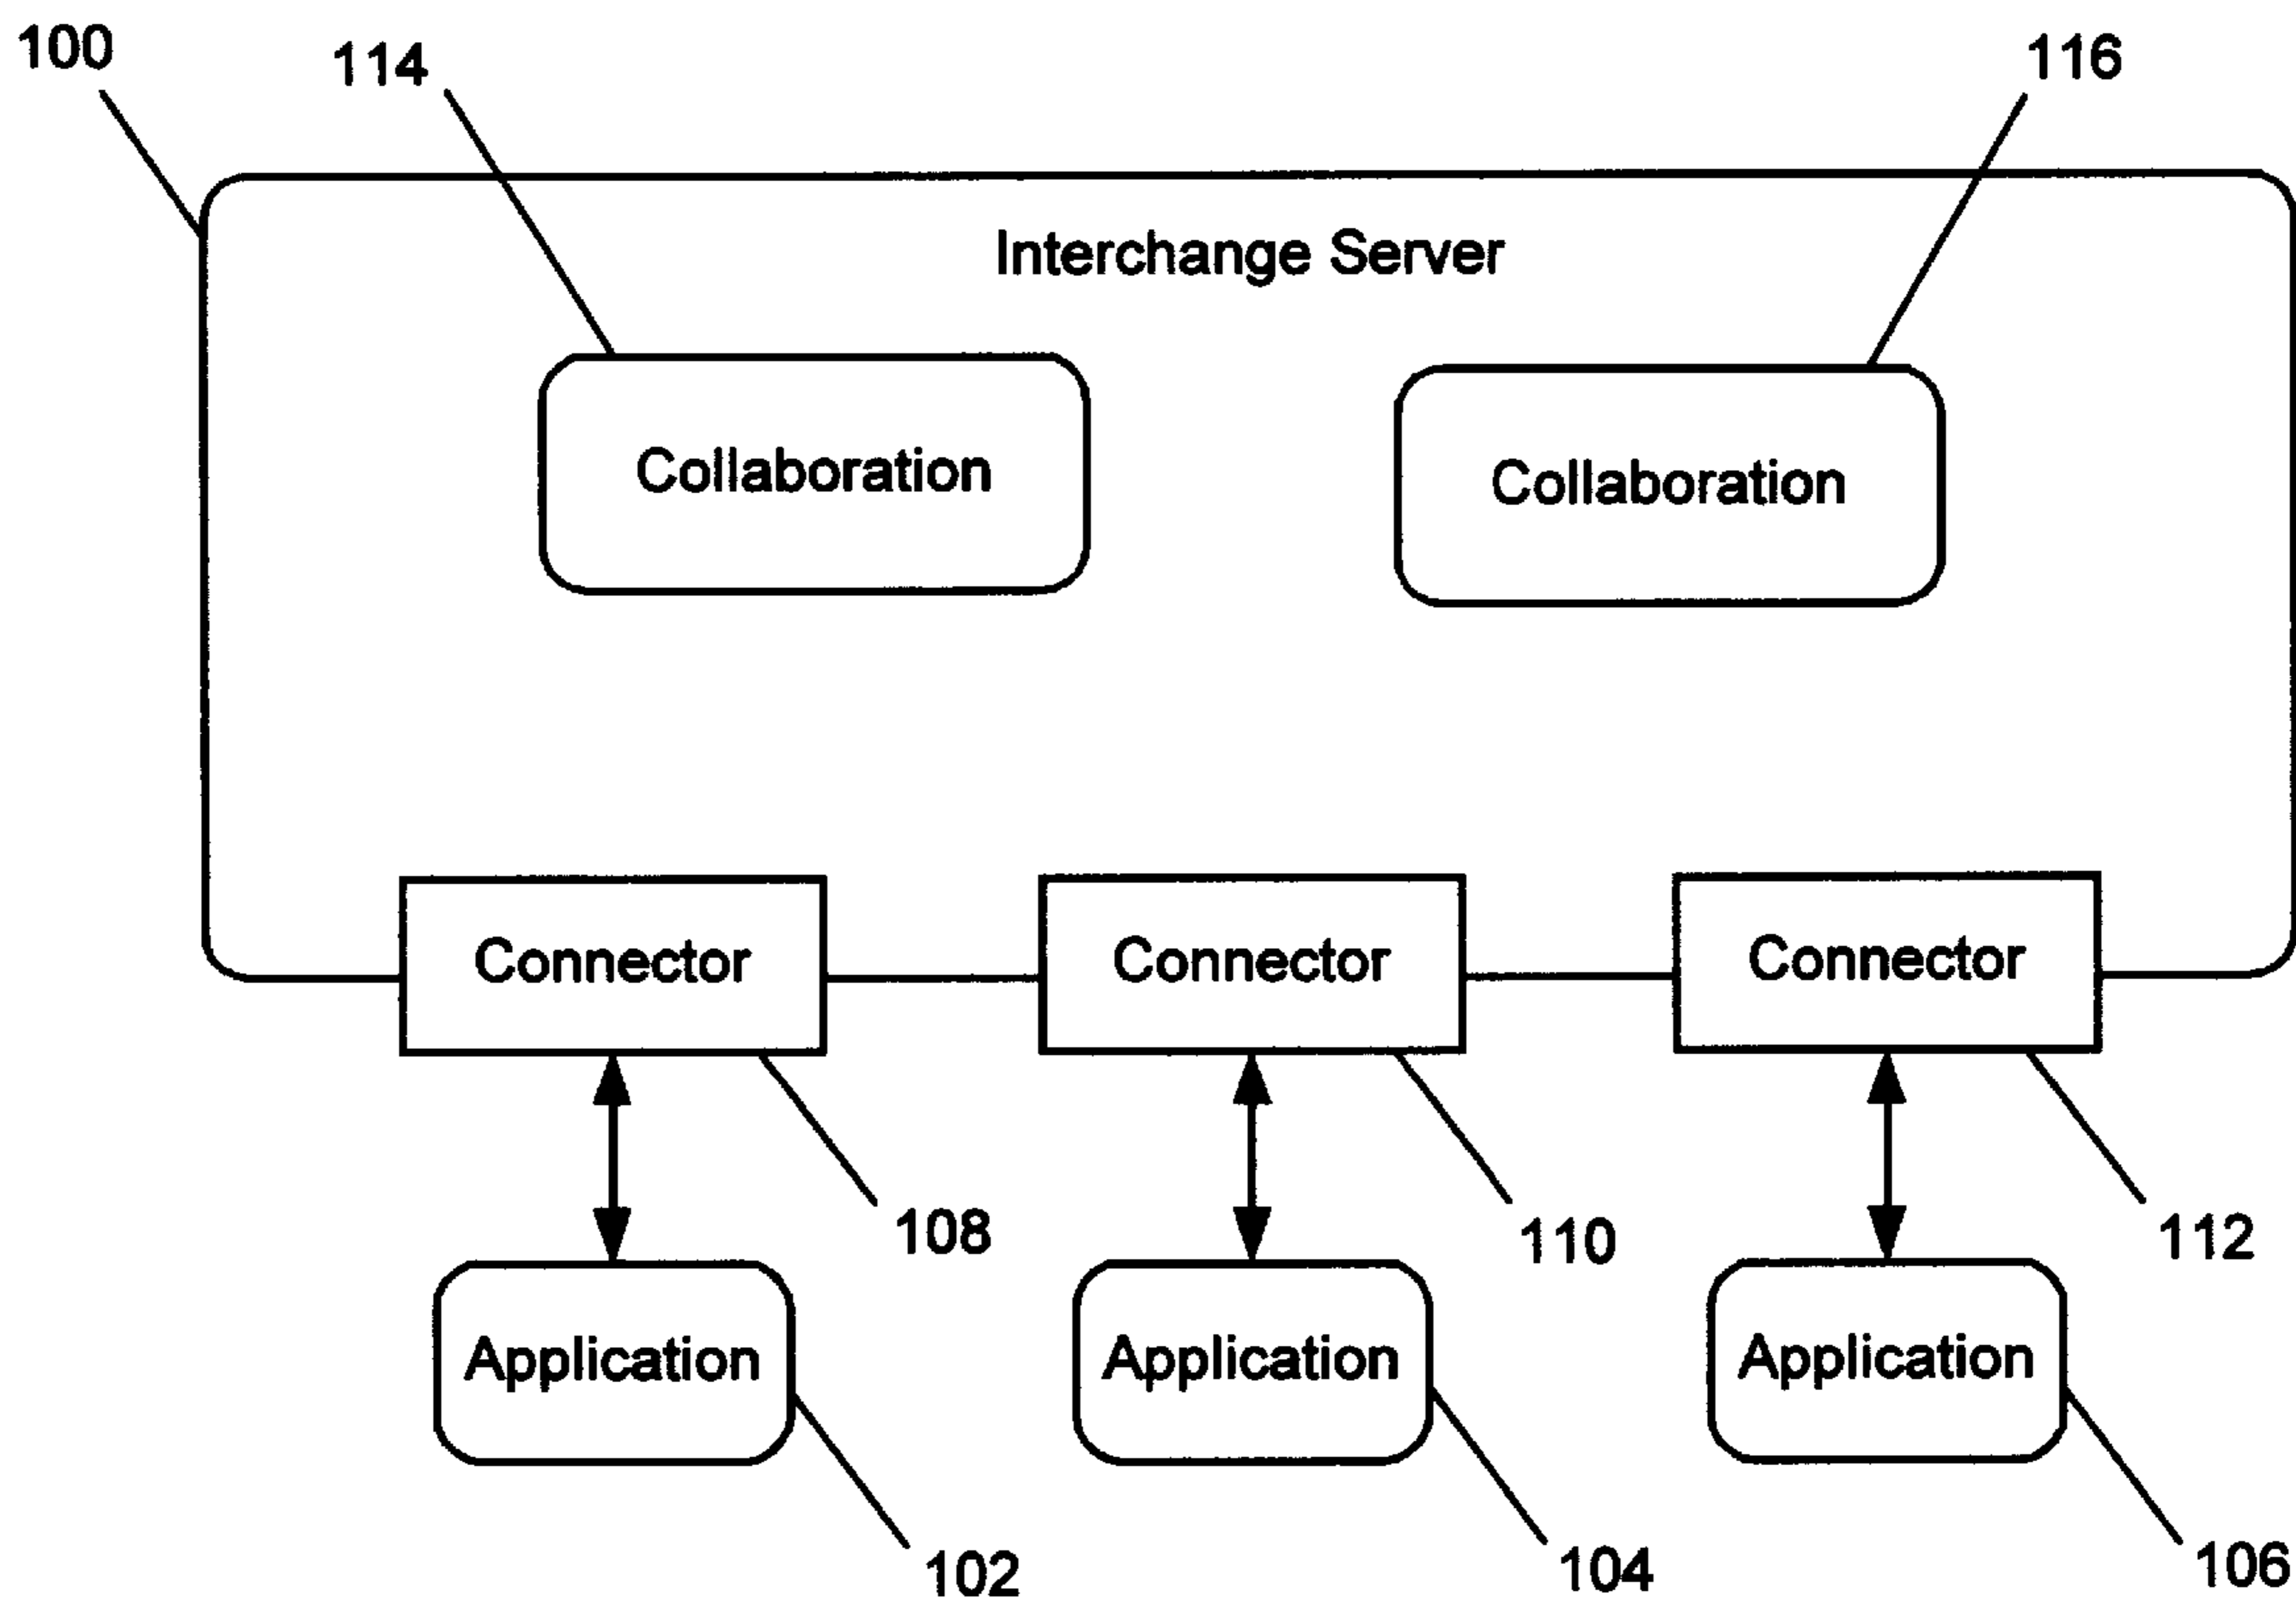 100
114
116
Interchange Server
Collaboration
Collaboration
Connector
Connector
Connector
108
110
112
Application
Application
Application
102
104
106